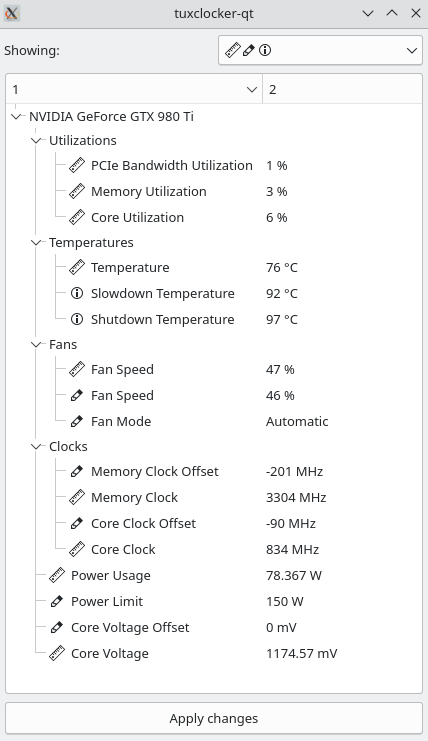 tuxclocker-qt
Showing:
1 2
NVIDIA GeForce GTX 980 Ti
Utilizations
PCIe Bandwidth Utilization 1 %
Memory Utilization 3 %
Core Utilization 6 %
Temperatures
Temperature 76 °C
Slowdown Temperature 92 °C
Shutdown Temperature 97 °C
Fans
Fan Speed 47 %
Fan Speed 46 %
Fan Mode Automatic
Clocks
Memory Clock Offset -201 MHz
Memory Clock 3304 MHz
Core Clock Offset -90 MHz
Core Clock 834 MHz
Power Usage 78.367 W
Power Limit 150 W
Core Voltage Offset 0 mV
Core Voltage 1174.57 mV
Apply changes